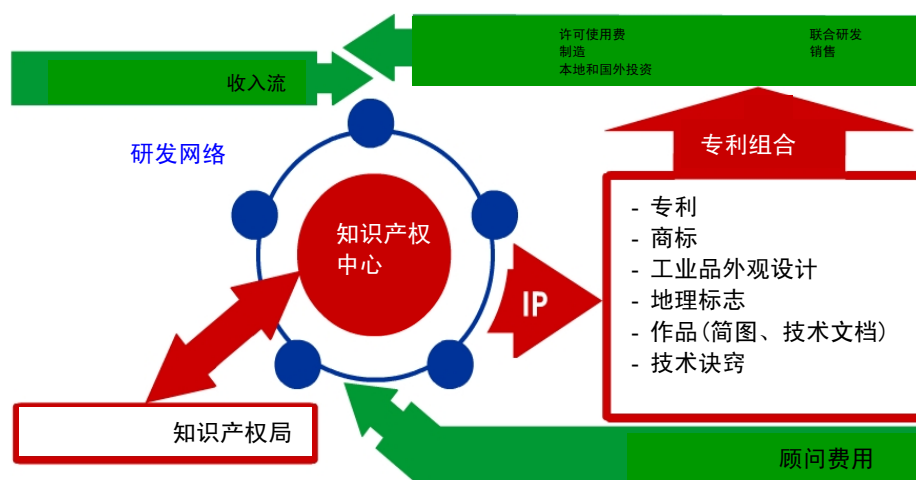 许可使用费
制造
本地和国外投资
联合研发
销售
收入流
研发网络
专利组合
知识产权
中心
IP
- 专利
- 商标
- 工业品外观设计
- 地理标志
- 作品(简图、技术文档)
- 技术诀窍
知识产权局
顾问费用